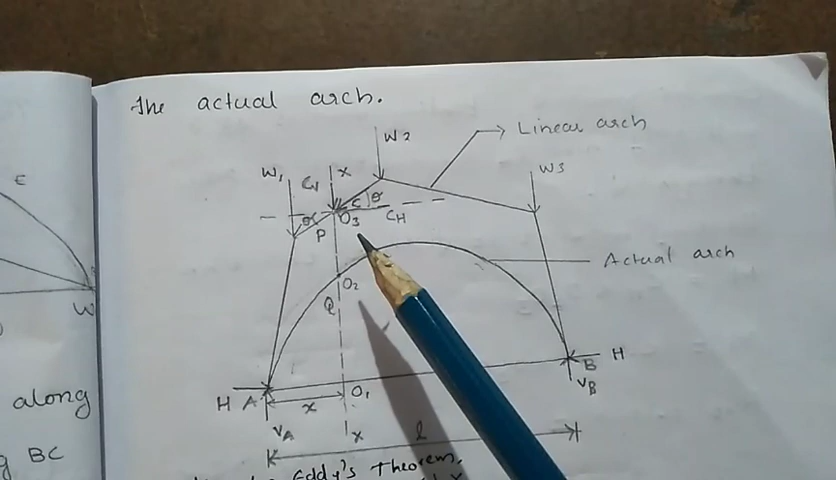 The actual arch.
W2
Linear arch
W1
Cv
x
W3
E
θ
C
θ
O3
CH
P
Actual arch
O2
Q
W
H
B
VB
H
A
x
O1
along
VA
x
l
BC
Eddy's Theorem,